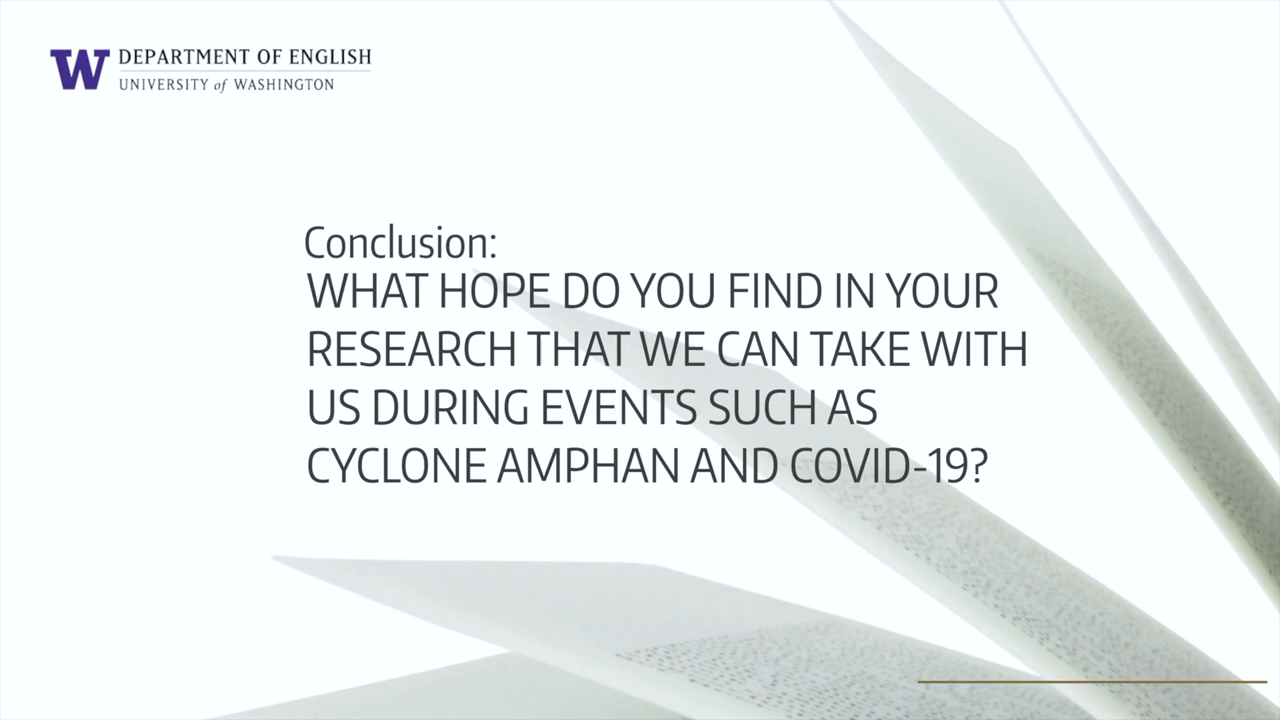 W DEPARTMENT OF ENGLISH
UNIVERSITY of WASHINGTON
Conclusion:
WHAT HOPE DO YOU FIND IN YOUR
RESEARCH THAT WE CAN TAKE WITH
US DURING EVENTS SUCH AS
CYCLONE AMPHAN AND COVID-19?